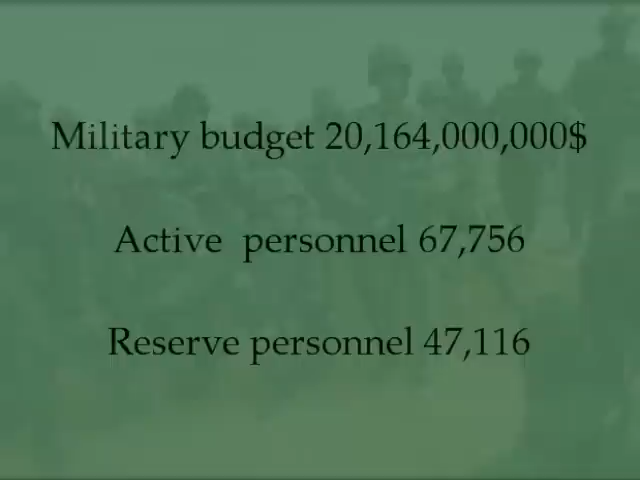 Military budget 20,164,000,000$
Active  personnel 67,756
Reserve personnel 47,116